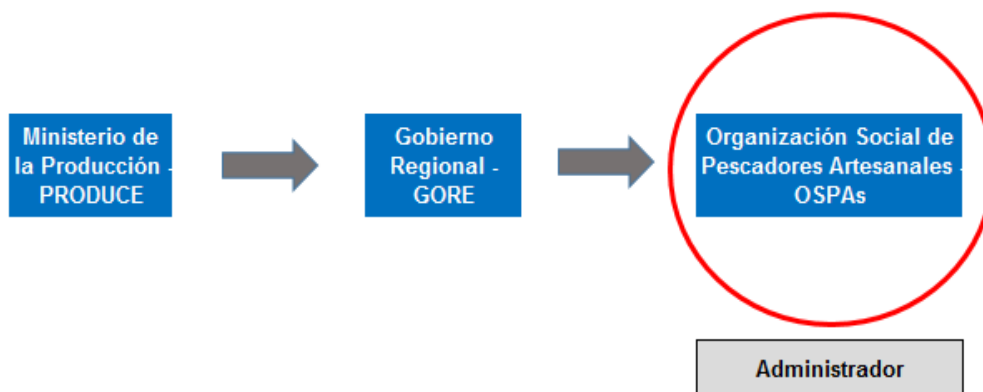 Ministerio de
la Producción -
PRODUCE
Gobierno
Regional -
GORE
Organización Social de
Pescadores Artesanales -
OSPAs
Administrador